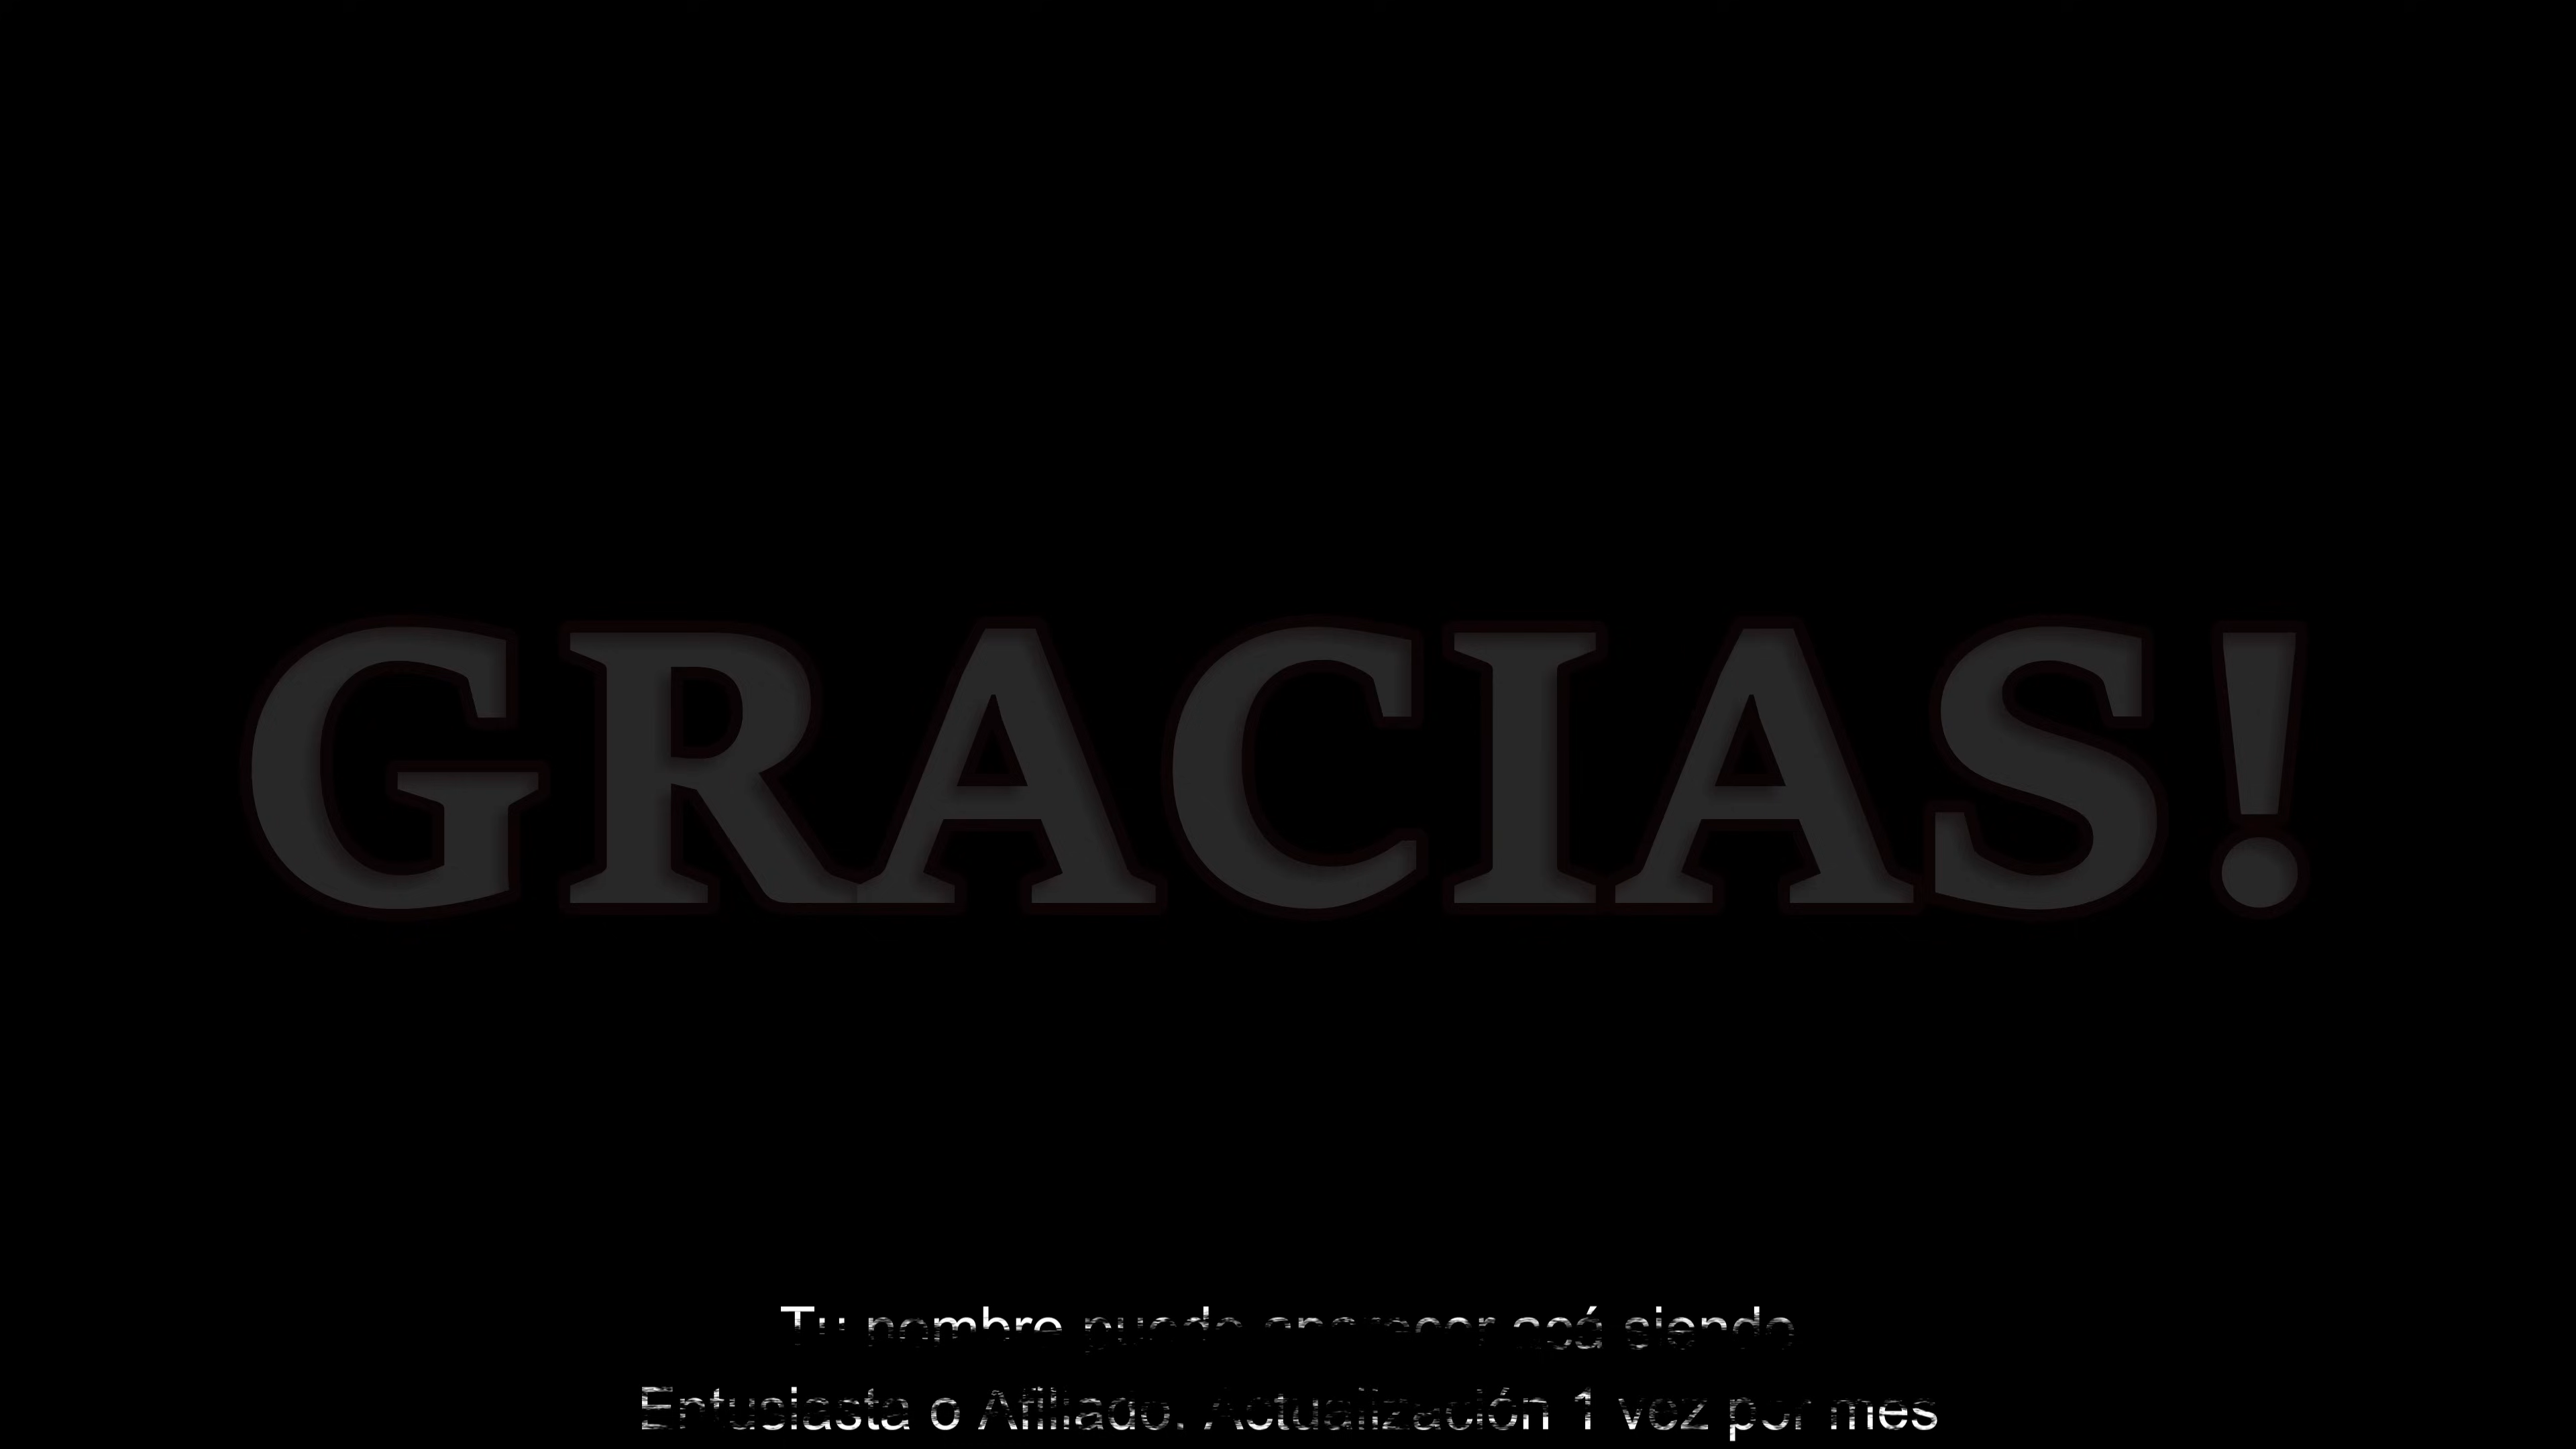 GRACIAS!
Tu nombre puede aparecer acá siendo
Entusiasta o Afiliado. Actualización 1 vez por mes